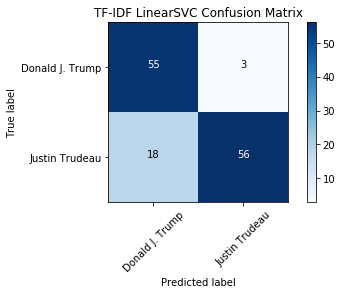 TF-IDF LinearSVC Confusion Matrix
Donald J. Trump
Justin Trudeau
True label
55
3
18
56
Donald J. Trump
Justin Trudeau
Predicted label
50
40
30
20
10